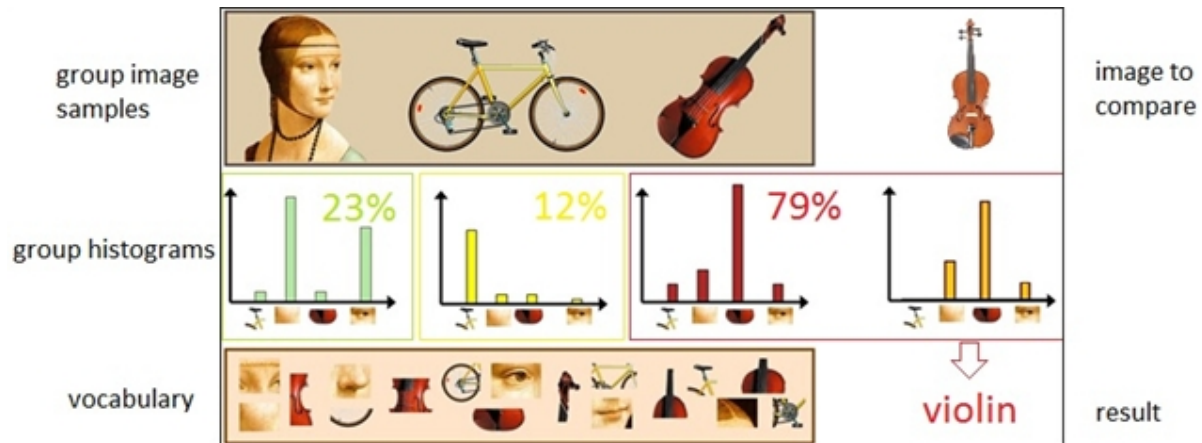 group image
samples
image to
compare
group histograms
23%
12%
79%
vocabulary
violin
result